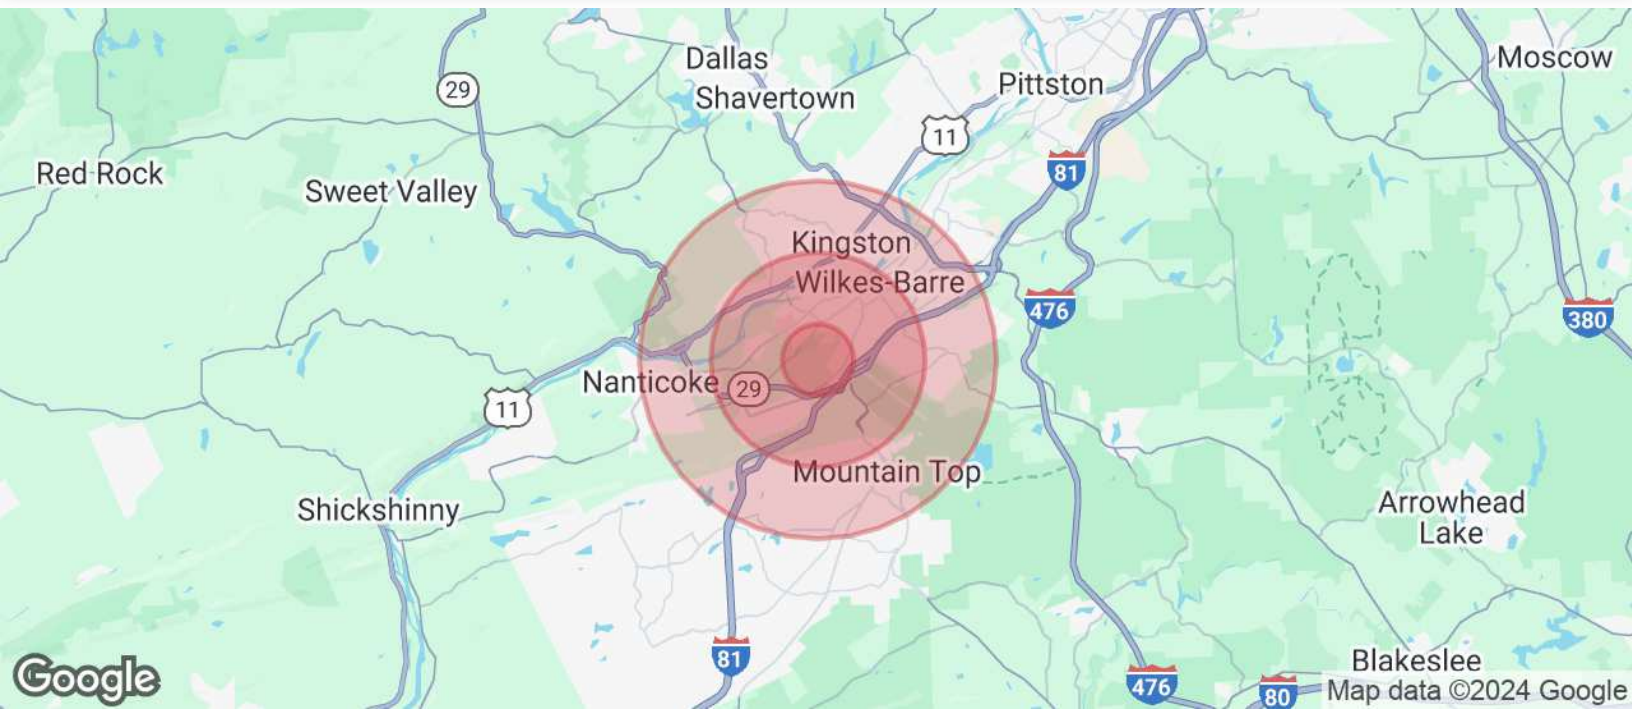 Dallas
Shavertown
Pittston
Moscow
29
11
81
Red Rock
Sweet Valley
Kingston
Wilkes-Barre
476
380
Nanticoke
29
11
Mountain Top
Shickshinny
Arrowhead
Lake
81
Blakeslee
476
80
Google
Map data ©2024 Google